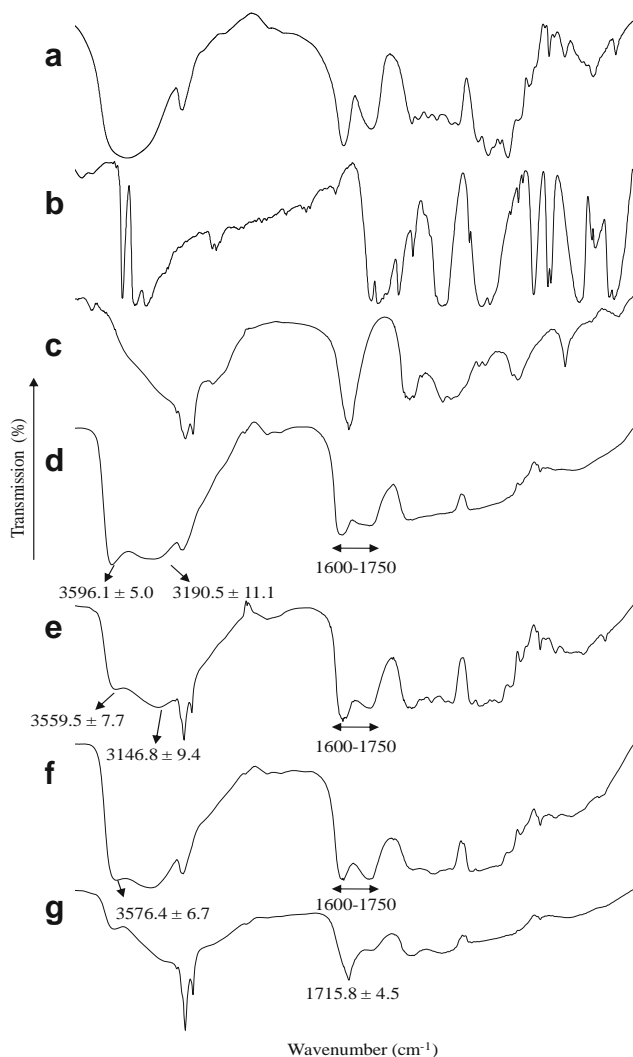 a
b
c
Transmission (%)
d
1600-1750
3596.1 ± 5.0
3190.5 ± 11.1
e
3559.5 ± 7.7
1600-1750
3146.8 ± 9.4
f
1600-1750
3576.4 ± 6.7
g
1715.8 ± 4.5
Wavenumber (cm⁻¹)